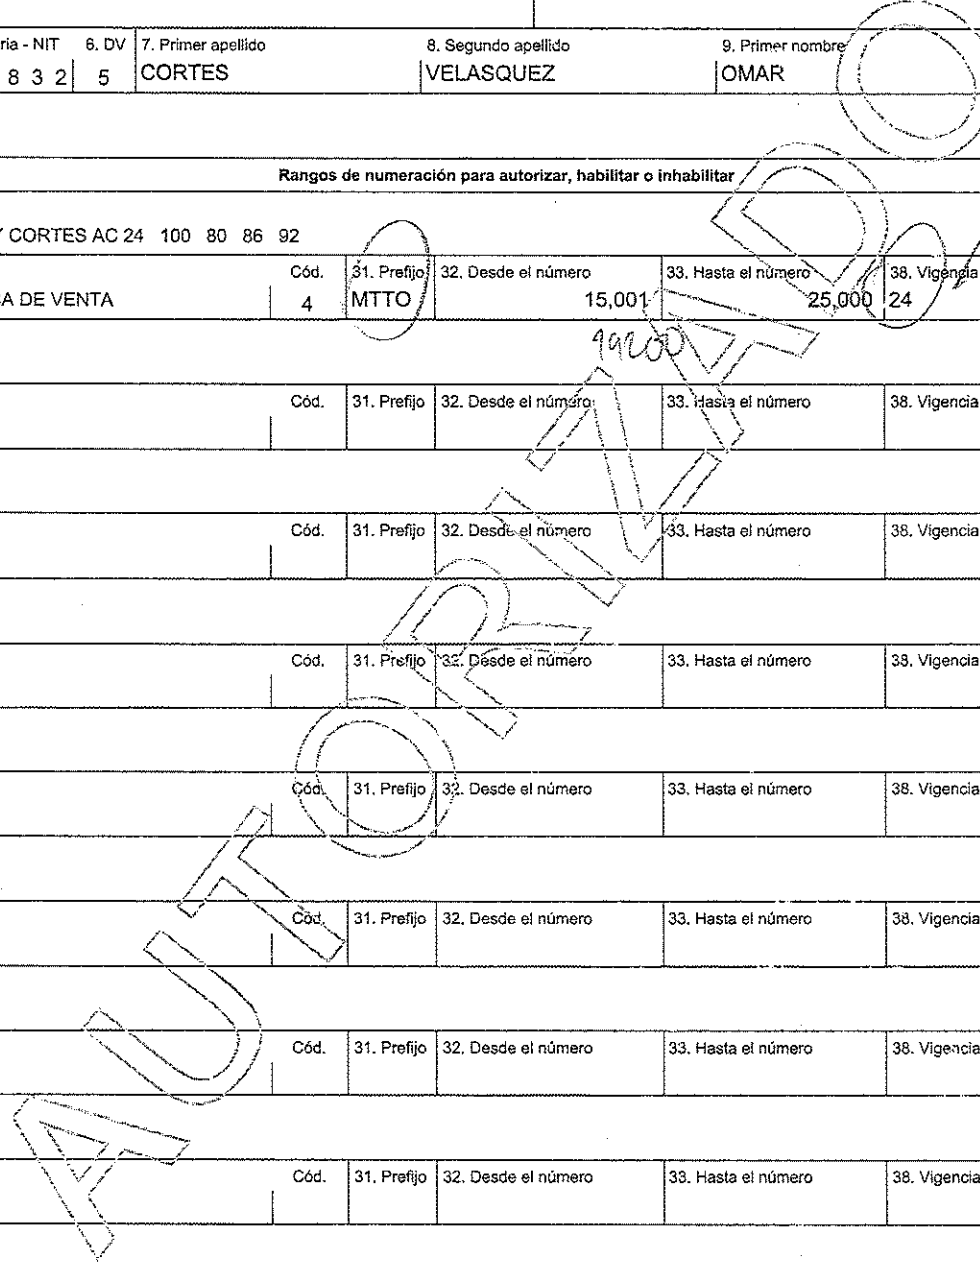 ria - NIT 6. DV 7. Primer apellido 8. Segundo apellido 9. Primer nombre
8 3 2 5 CORTES VELASQUEZ OMAR
Rangos de numeración para autorizar, habilitar o inhabilitar
Y CORTES AC 24 100 80 86 92
Cód. 31. Prefijo 32. Desde el número 33. Hasta el número 38. Vigencia
A DE VENTA 4 MTTO 15,001 25,000 24
19200
Cód. 31. Prefijo 32. Desde el número 33. Hasta el número 38. Vigencia
Cód. 31. Prefijo 32. Desde el número 33. Hasta el número 38. Vigencia
Cód. 31. Prefijo 32. Desde el número 33. Hasta el número 38. Vigencia
Cód. 31. Prefijo 32. Desde el número 33. Hasta el número 38. Vigencia
Cód. 31. Prefijo 32. Desde el número 33. Hasta el número 38. Vigencia
Cód. 31. Prefijo 32. Desde el número 33. Hasta el número 38. Vigencia
Cód. 31. Prefijo 32. Desde el número 33. Hasta el número 38. Vigencia
AUTORIZADO